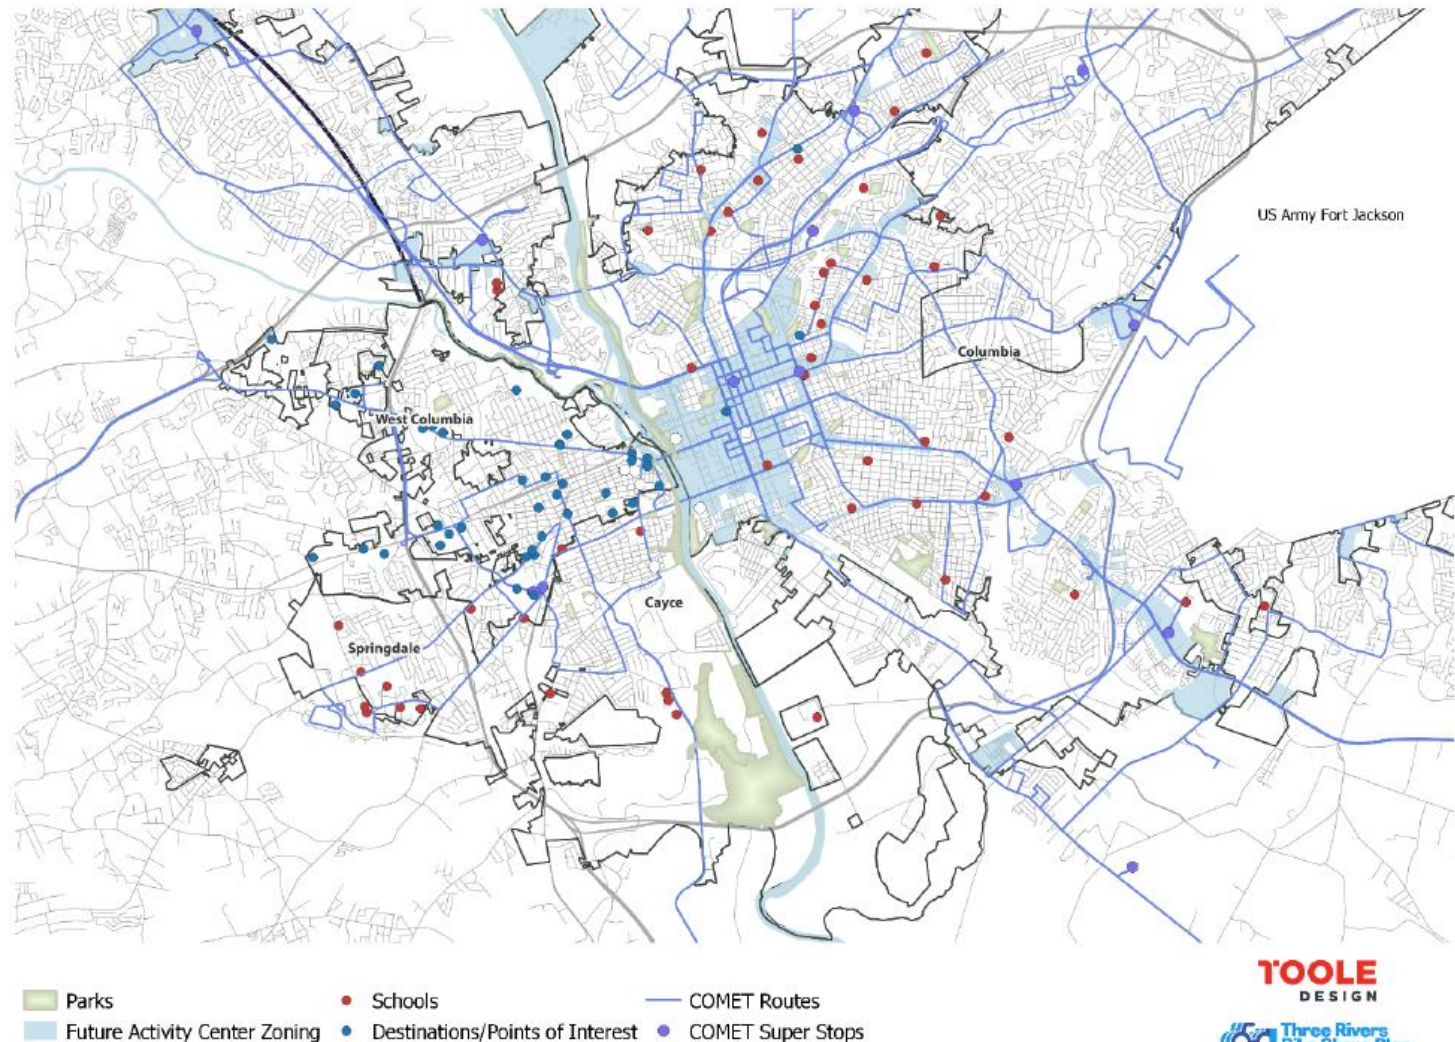 US Army Fort Jackson
Columbia
West Columbia
Cayce
Springdale
TOOLE
DESIGN
Parks
Schools
COMET Routes
Future Activity Center Zoning
Destinations/Points of Interest
COMET Super Stops
Three Rivers